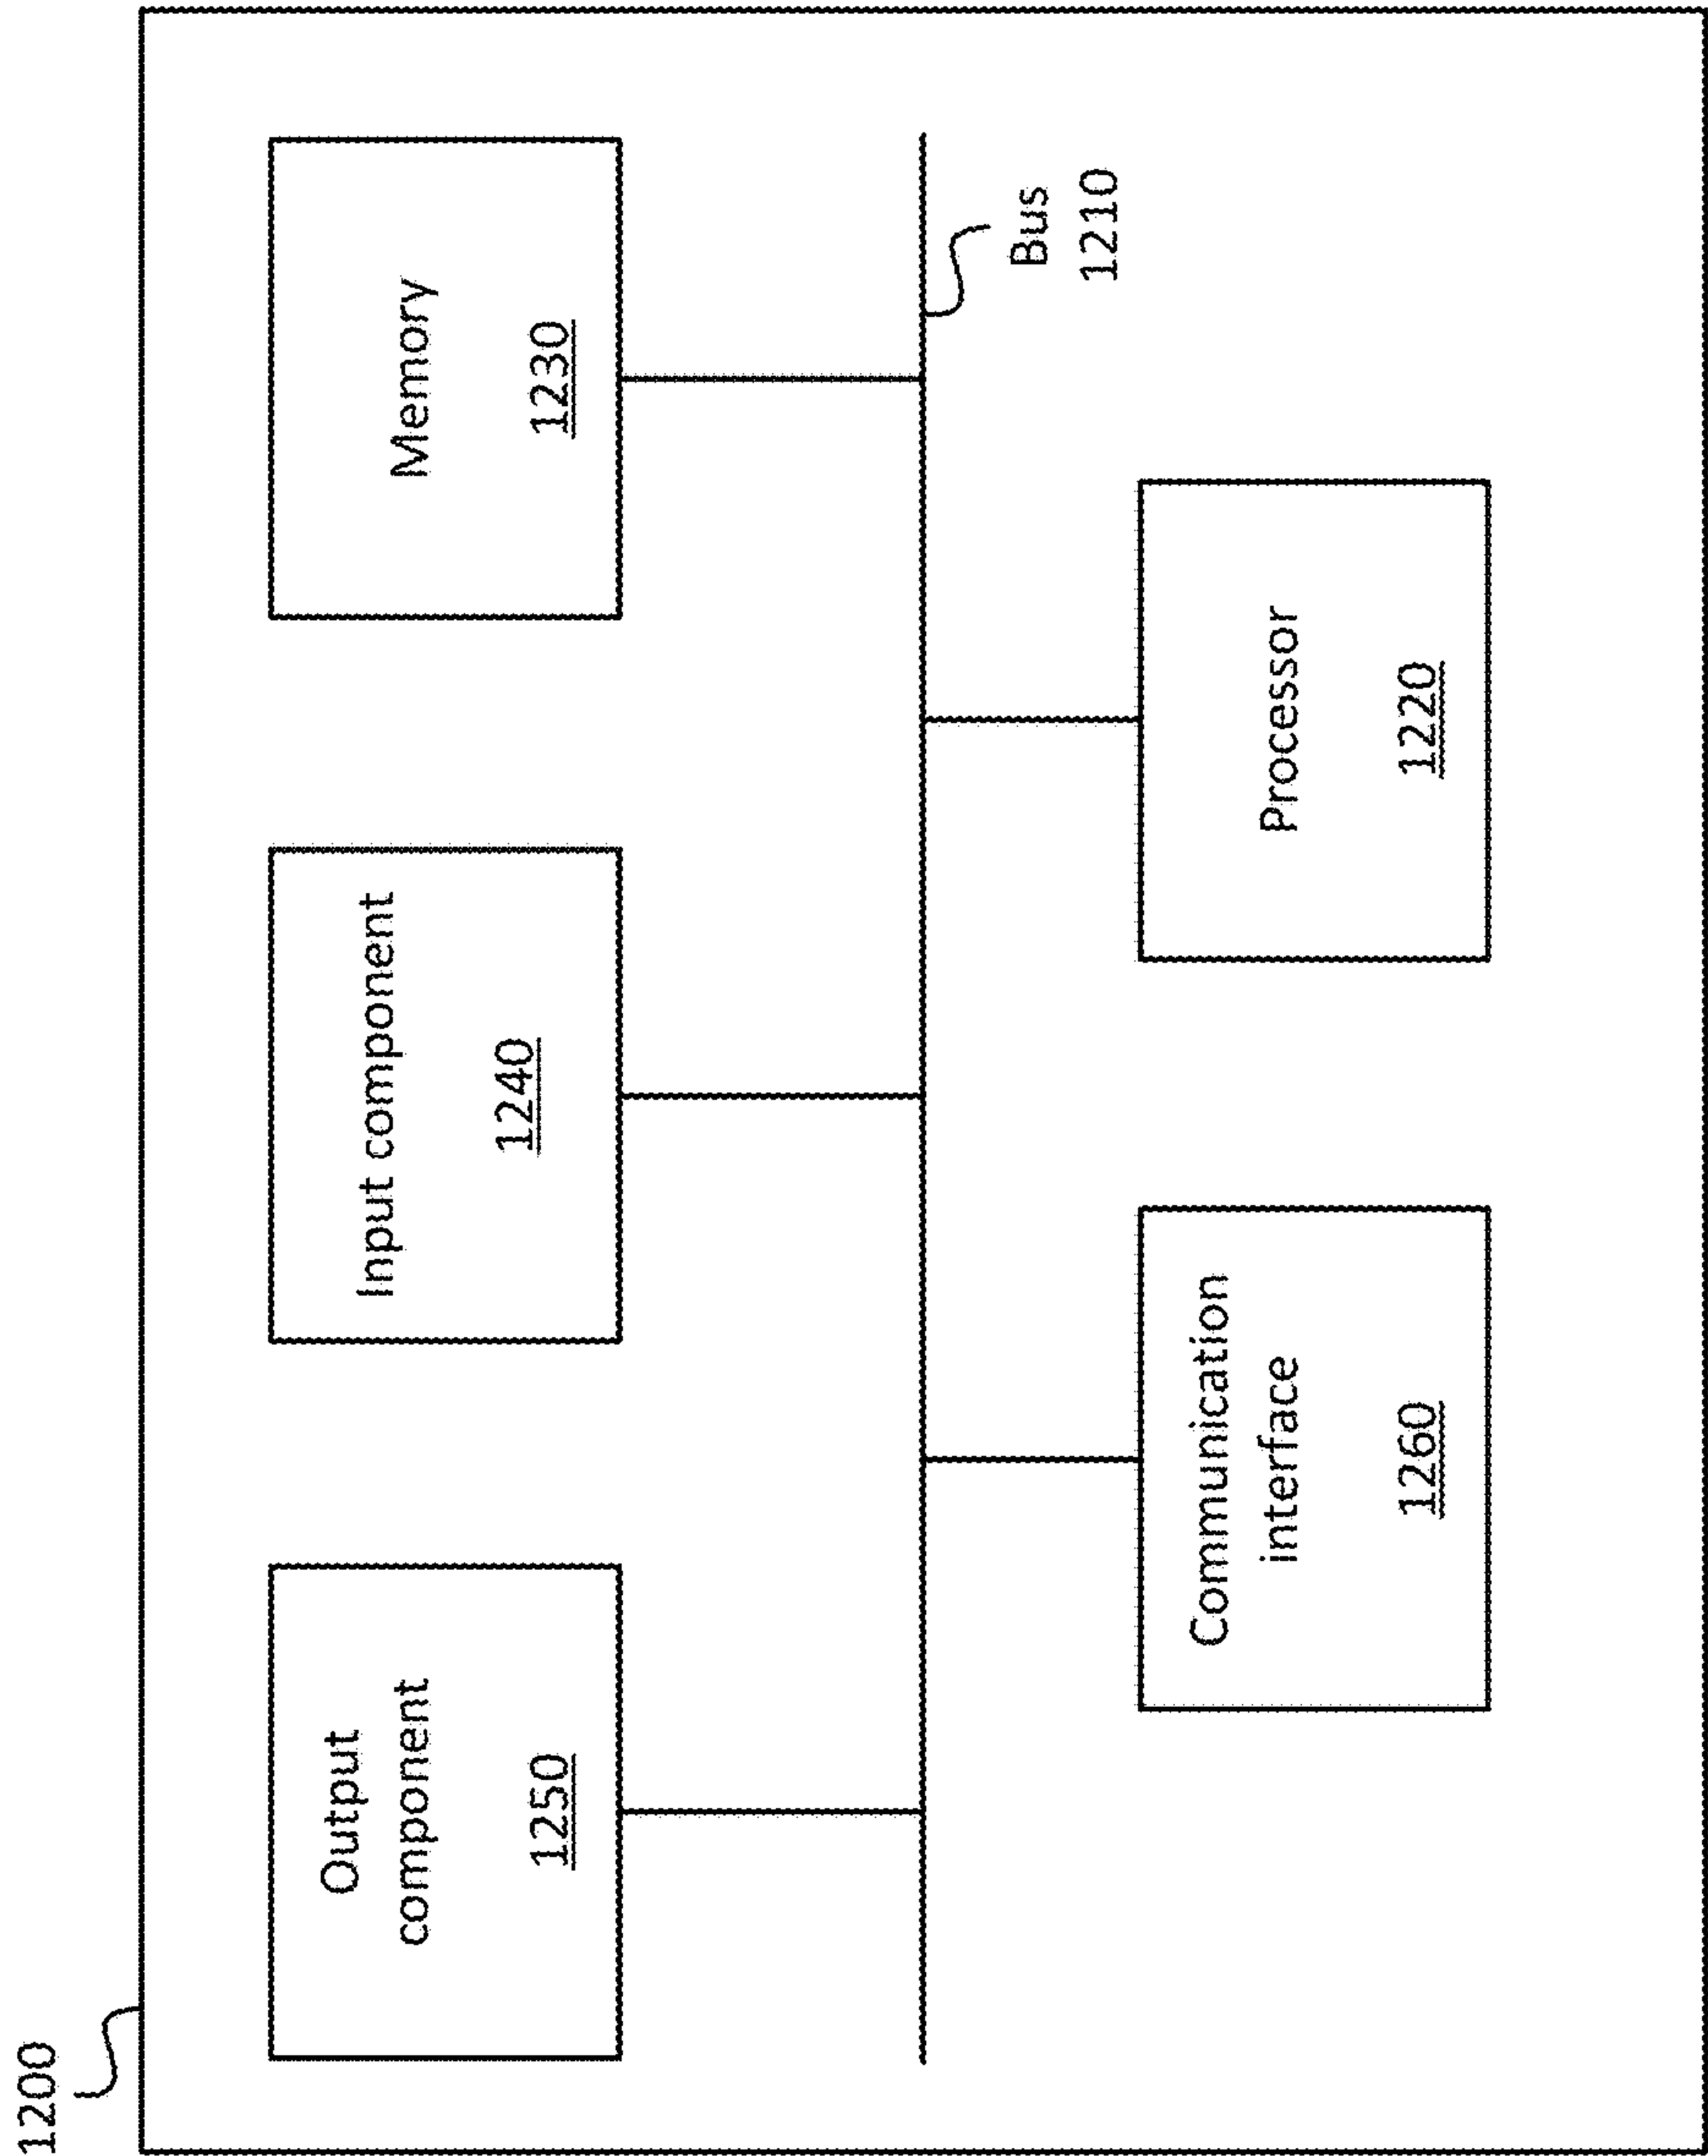 1200
Output
component
1250
Input component
1240
Memory
1230
Bus
1210
Communication
interface
1260
Processor
1220